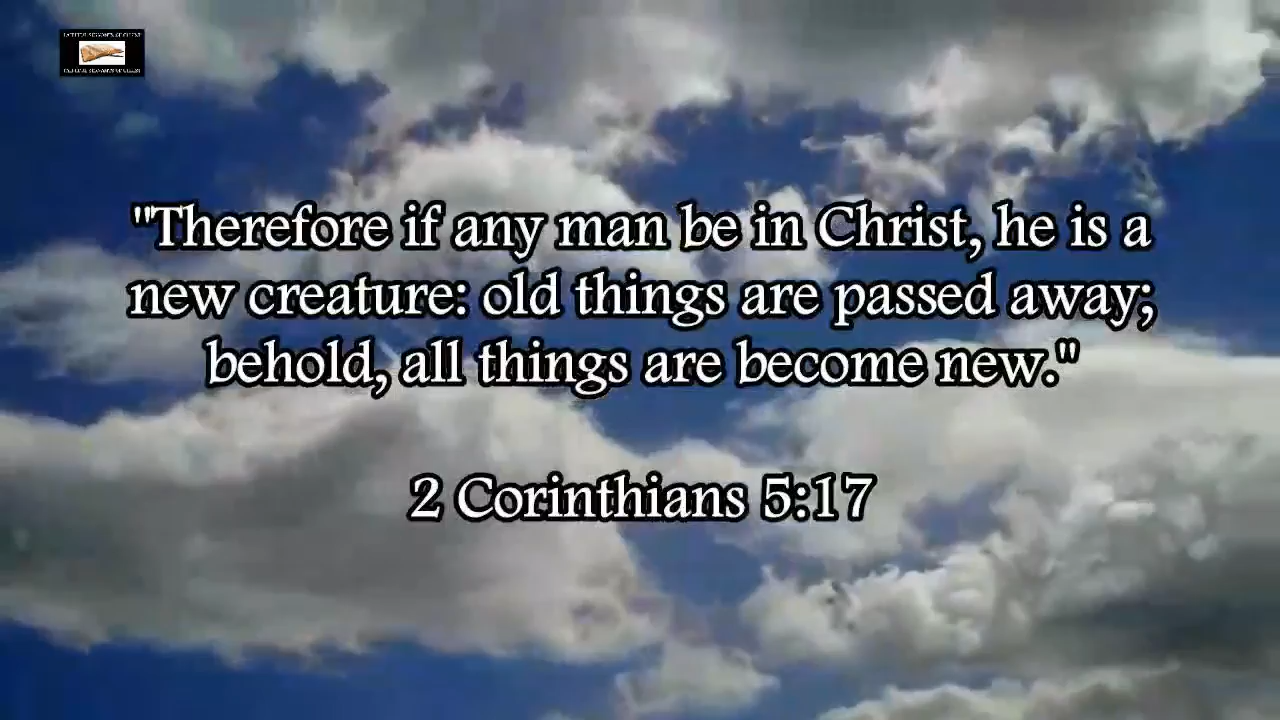 "Therefore if any man be in Christ, he is a
new creature: old things are passed away;
behold, all things are become new."
2 Corinthians 5:17